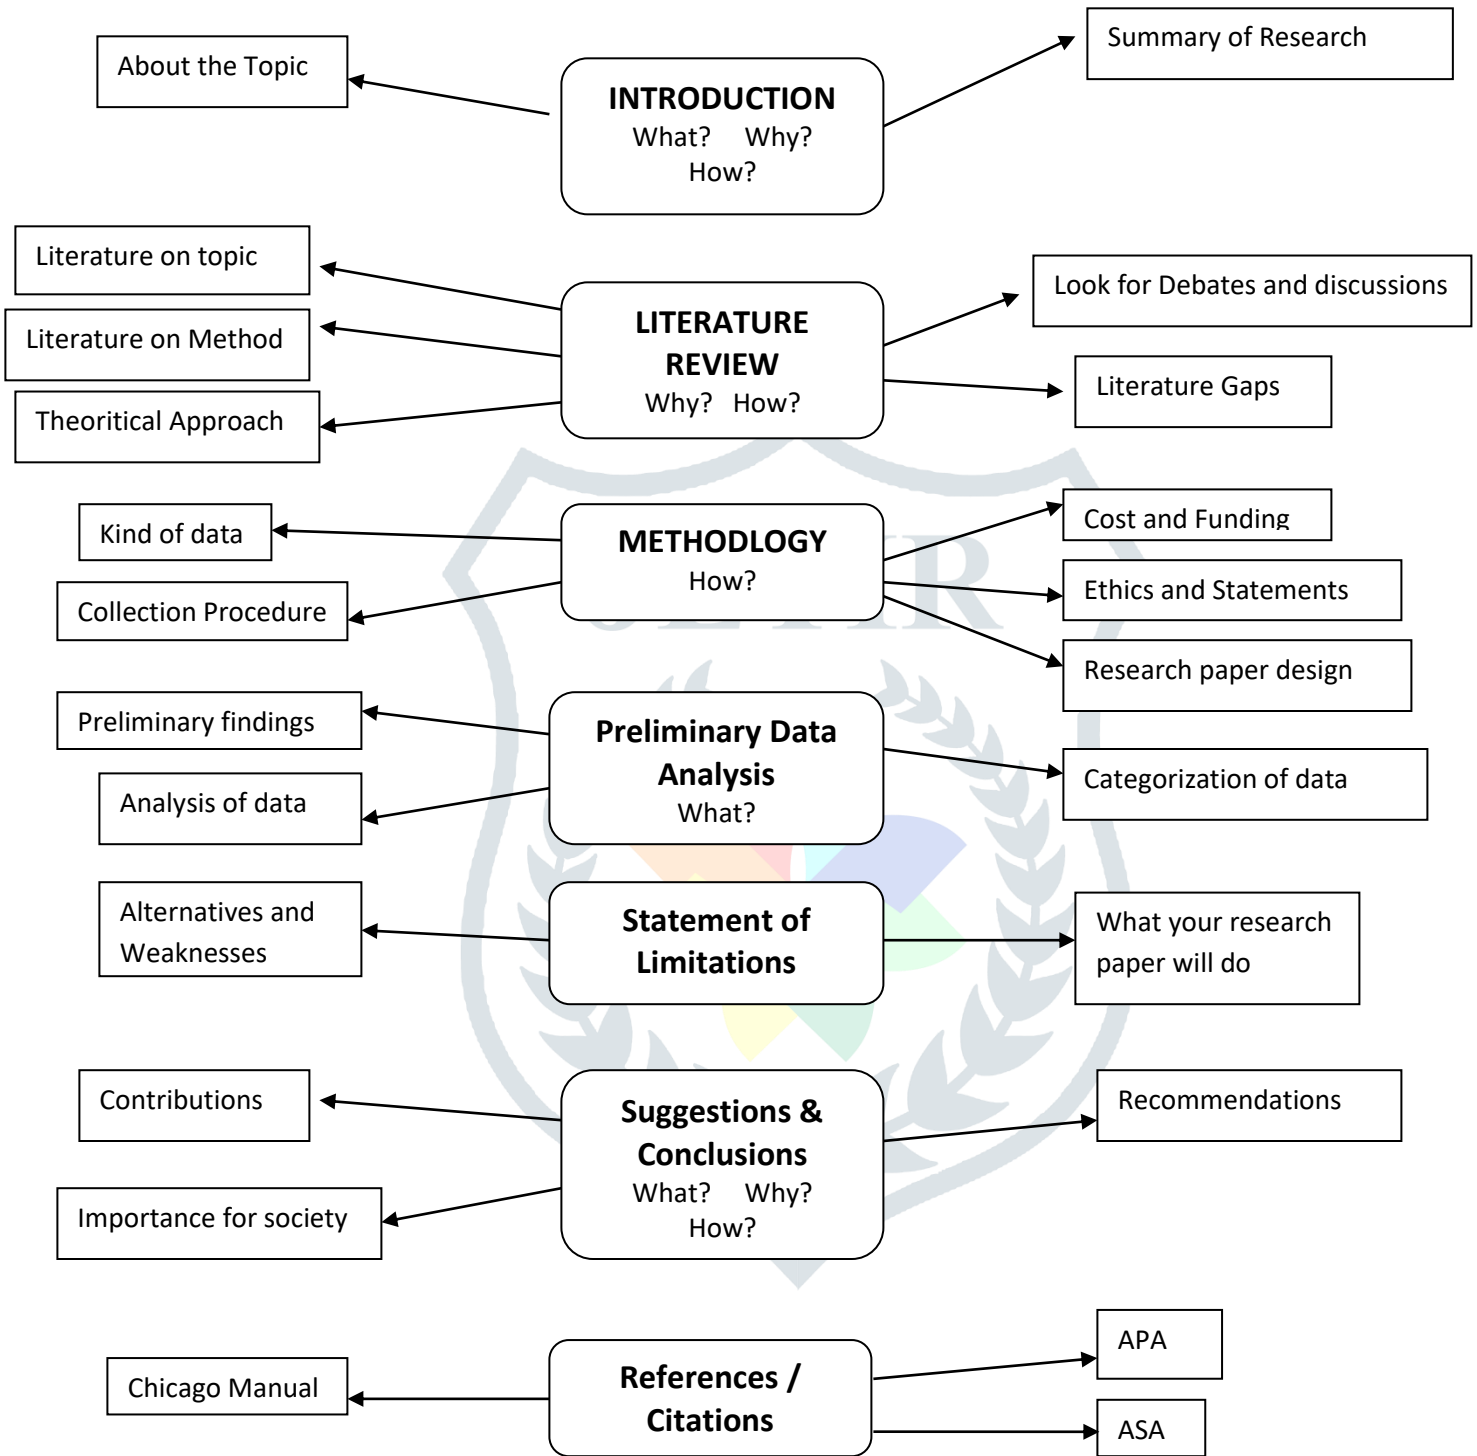 About the Topic
INTRODUCTION
What? Why?
How?
Summary of Research
Literature on topic
Literature on Method
Theoritical Approach
LITERATURE
REVIEW
Why? How?
Look for Debates and discussions
Literature Gaps
Kind of data
Collection Procedure
METHODLOGY
How?
Cost and Funding
Ethics and Statements
Research paper design
Preliminary findings
Analysis of data
Preliminary Data
Analysis
What?
Categorization of data
Alternatives and
Weaknesses
Statement of
Limitations
What your research
paper will do
Contributions
Importance for society
Suggestions &
Conclusions
What? Why?
How?
Recommendations
Chicago Manual
References /
Citations
APA
ASA